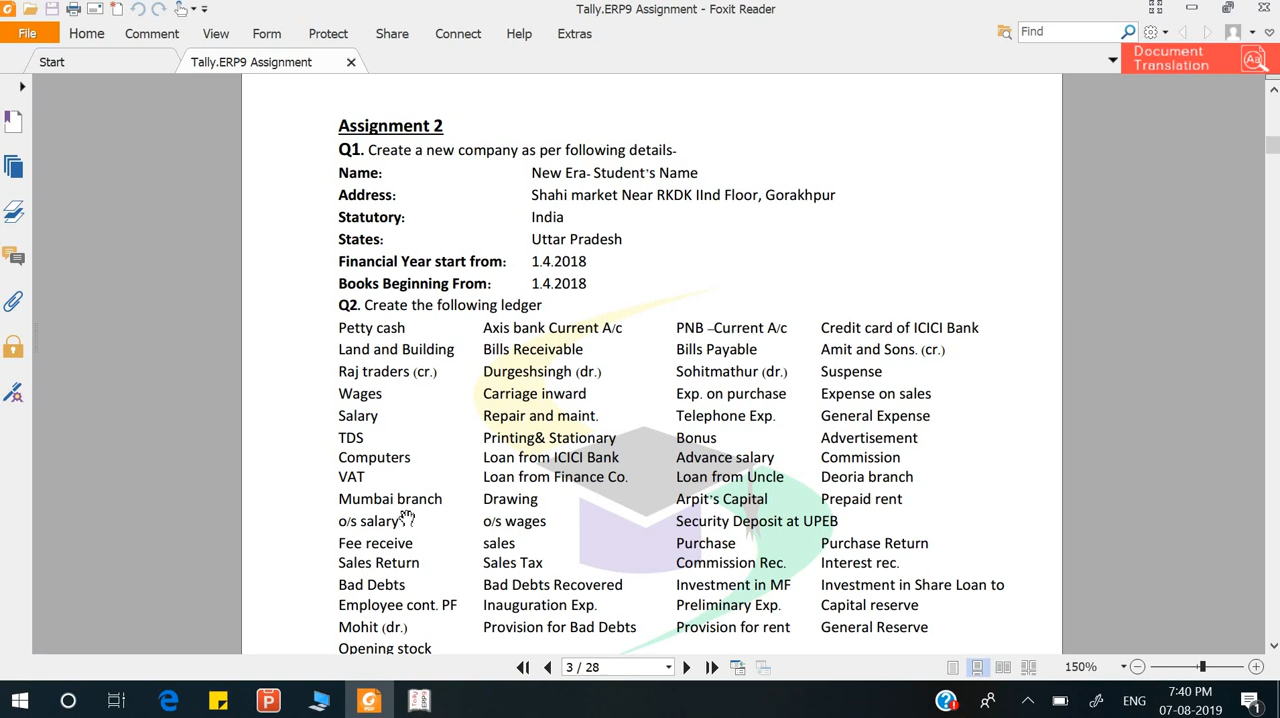 Tally.ERP9 Assignment - Foxit Reader
File Home Comment View Form Protect Share Connect Help Extras Find
Start Tally.ERP9 Assignment Document Translation
Assignment 2
Q1. Create a new company as per following details-
Name: New Era- Student's Name
Address: Shahi market Near RKDK IInd Floor, Gorakhpur
Statutory: India
States: Uttar Pradesh
Financial Year start from: 1.4.2018
Books Beginning From: 1.4.2018
Q2. Create the following ledger
Petty cash Axis bank Current A/c PNB –Current A/c Credit card of ICICI Bank
Land and Building Bills Receivable Bills Payable Amit and Sons. (cr.)
Raj traders (cr.) Durgeshsingh (dr.) Sohitmathur (dr.) Suspense
Wages Carriage inward Exp. on purchase Expense on sales
Salary Repair and maint. Telephone Exp. General Expense
TDS Printing& Stationary Bonus Advertisement
Computers Loan from ICICI Bank Advance salary Commission
VAT Loan from Finance Co. Loan from Uncle Deoria branch
Mumbai branch Drawing Arpit's Capital Prepaid rent
o/s salary o/s wages Security Deposit at UPEB
Fee receive sales Purchase Purchase Return
Sales Return Sales Tax Commission Rec. Interest rec.
Bad Debts Bad Debts Recovered Investment in MF Investment in Share Loan to
Employee cont. PF Inauguration Exp. Preliminary Exp. Capital reserve
Mohit (dr.) Provision for Bad Debts Provision for rent General Reserve
Opening stock
3 / 28 150%
ENG 7:40 PM
07-08-2019